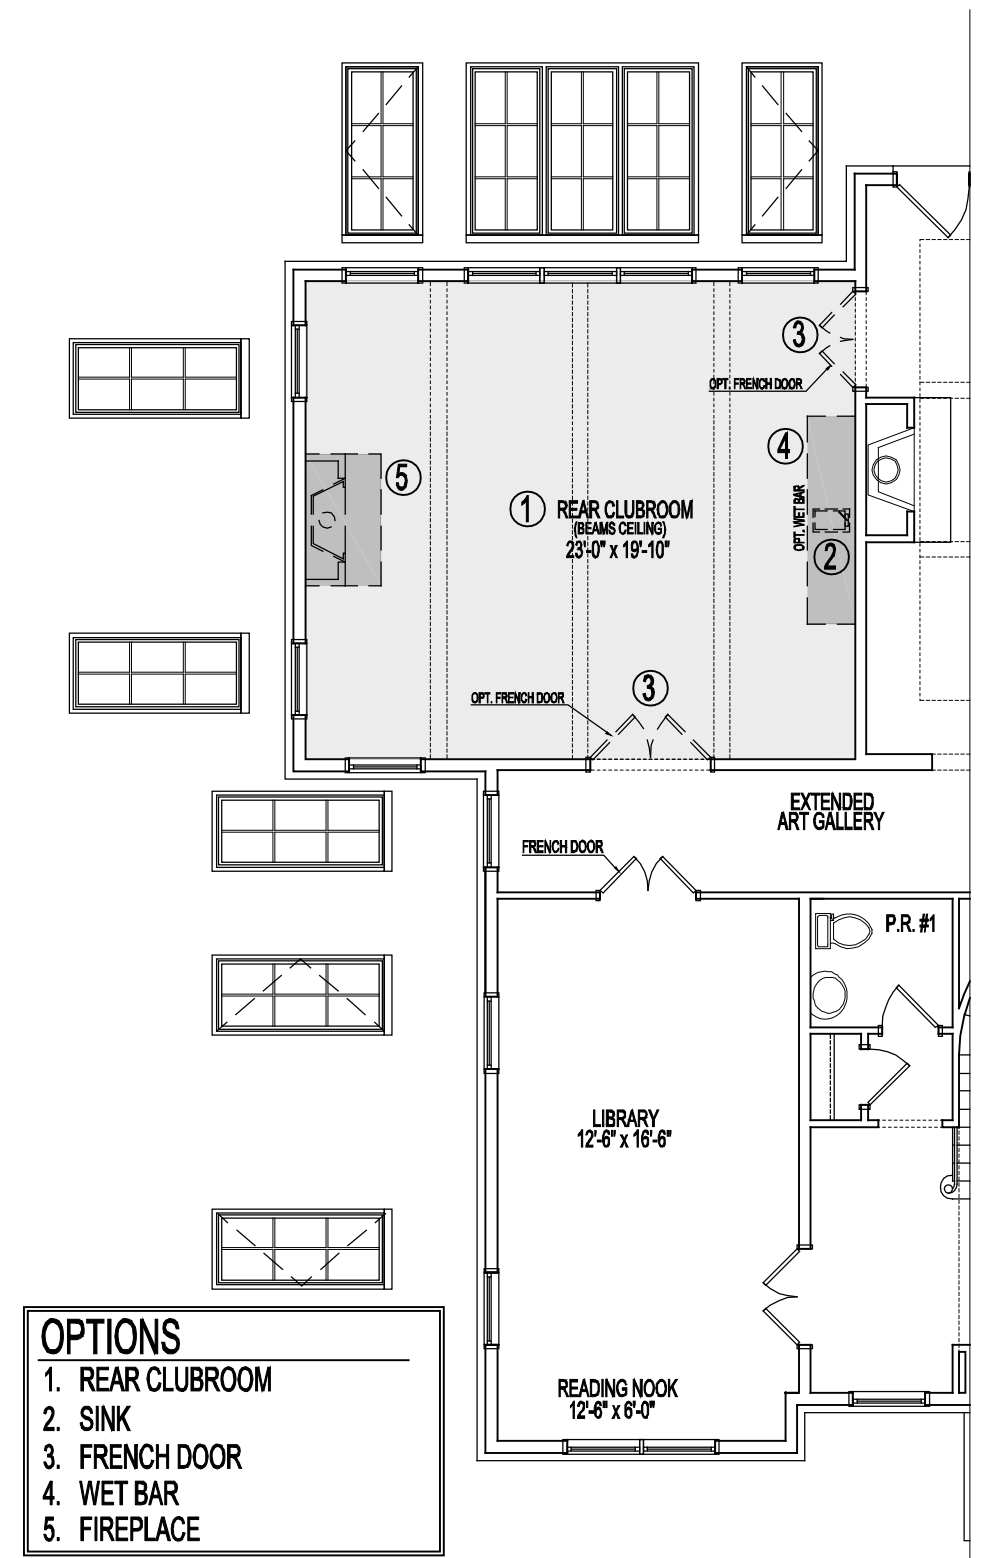 3
OPT. FRENCH DOOR
4
5
1
REAR CLUBROOM
(BEAMS CEILING)
23'-0" x 19'-10"
OPT. WET BAR
2
3
OPT. FRENCH DOOR
EXTENDED
ART GALLERY
FRENCH DOOR
P.R. #1
LIBRARY
12'-6" x 16'-6"
READING NOOK
12'-6" x 6'-0"
OPTIONS
1. REAR CLUBROOM
2. SINK
3. FRENCH DOOR
4. WET BAR
5. FIREPLACE